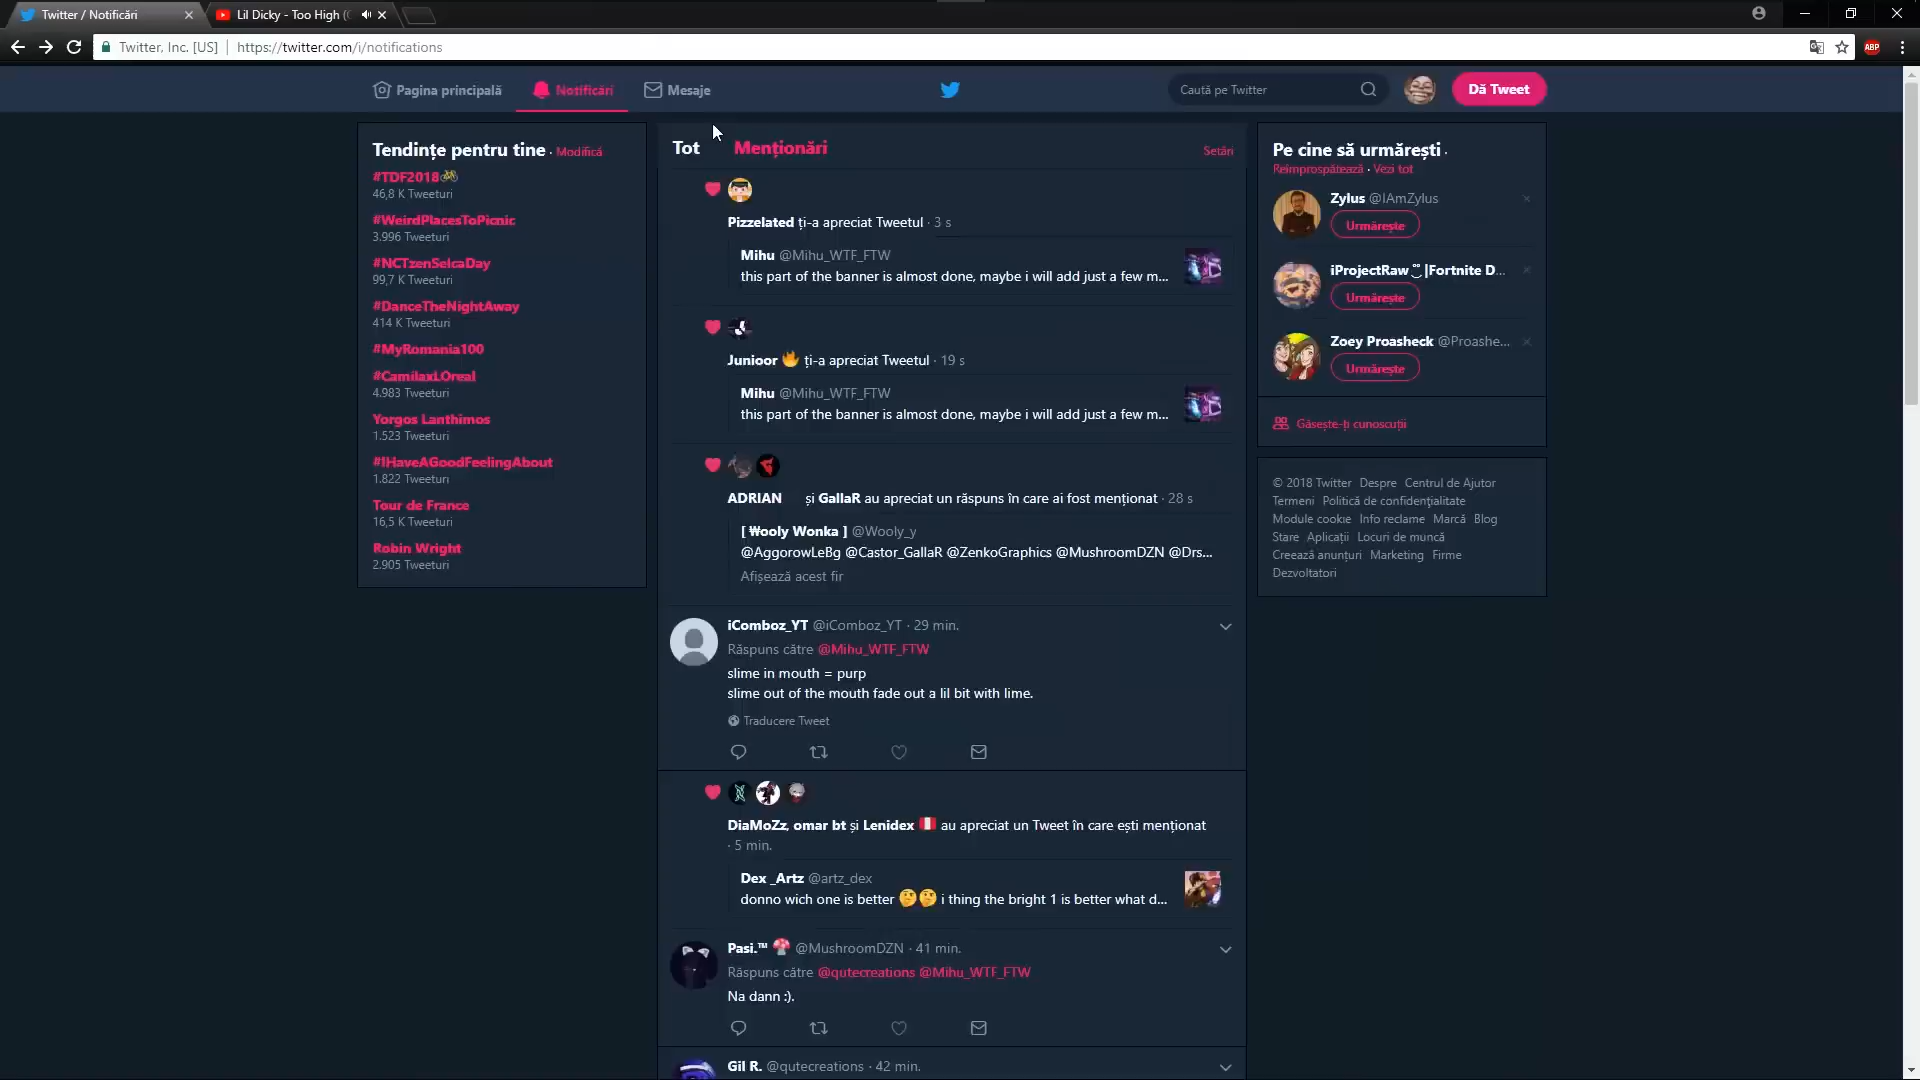 Twitter / Notificări
Lil Dicky - Too High (
Twitter, Inc. [US]
https://twitter.com/i/notifications
ABP
Pagina principală
Notificări
Mesaje
Caută pe Twitter
Dă Tweet
Tendințe pentru tine · Modifică
#TDF2018🚲
46,8 K Tweeturi
#WeirdPlacesToPicnic
3.996 Tweeturi
#NCTzenSelcaDay
99,7 K Tweeturi
#DanceTheNightAway
414 K Tweeturi
#MyRomania100
#CamilaxLOreal
4.983 Tweeturi
Yorgos Lanthimos
1.523 Tweeturi
#IHaveAGoodFeelingAbout
1.822 Tweeturi
Tour de France
16,5 K Tweeturi
Robin Wright
2.905 Tweeturi
Tot
Menționări
Setări
Pizzelated ți-a apreciat Tweetul · 3 s
Mihu @Mihu_WTF_FTW
this part of the banner is almost done, maybe i will add just a few m...
Junioor 🔥 ți-a apreciat Tweetul · 19 s
Mihu @Mihu_WTF_FTW
this part of the banner is almost done, maybe i will add just a few m...
ADRIAN și GallaR au apreciat un răspuns în care ai fost menționat · 28 s
[ ₩ooly Wonka ] @Wooly_y
@AggorowLeBg @Castor_GallaR @ZenkoGraphics @MushroomDZN @Drs...
Afișează acest fir
iComboz_YT @iComboz_YT · 29 min.
Răspuns către @Mihu_WTF_FTW
slime in mouth = purp
slime out of the mouth fade out a lil bit with lime.
Traducere Tweet
DiaMoZz, omar bt și Lenidex 🇵🇪 au apreciat un Tweet în care ești menționat
· 5 min.
Dex _Artz @artz_dex
donno wich one is better 🤔🤔 i thing the bright 1 is better what d...
Pasi.™ 🍄 @MushroomDZN · 41 min.
Răspuns către @qutecreations @Mihu_WTF_FTW
Na dann :).
Gil R. @qutecreations · 42 min.
Pe cine să urmărești ·
Reîmprospătează · Vezi tot
Zylus @IAmZylus
Urmărește
iProjectRaw |Fortnite D...
Urmărește
Zoey Proasheck @Proashe...
Urmărește
Găsește-ți cunoscuții
© 2018 Twitter Despre Centrul de Ajutor
Termeni Politică de confidențialitate
Module cookie Info reclame Marcă Blog
Stare Aplicații Locuri de muncă
Creează anunțuri Marketing Firme
Dezvoltatori